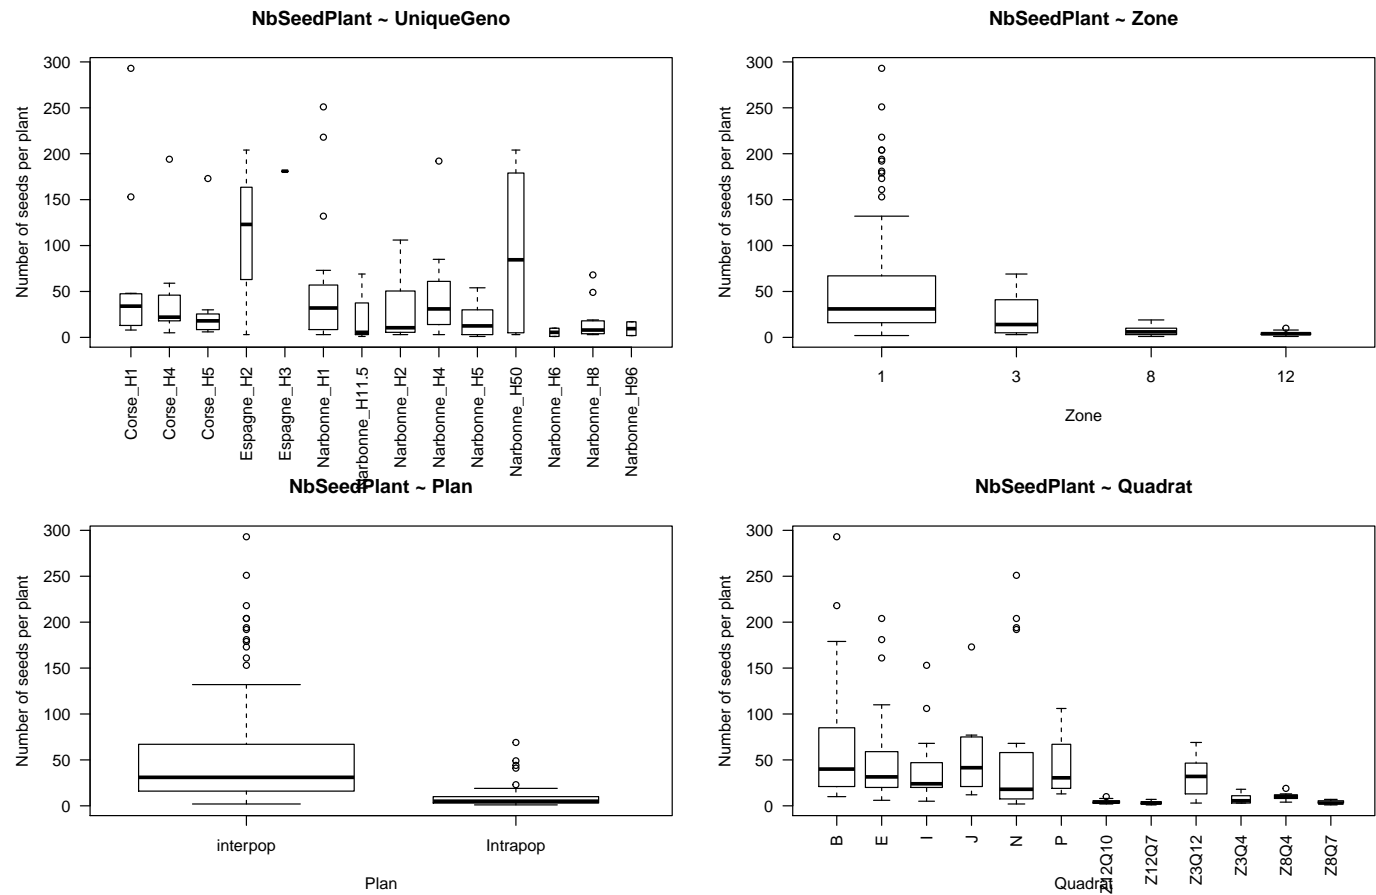 NbSeedPlant ~ UniqueGeno
Number of seeds per plant
300
250
200
150
100
50
0
Corse_H1
Corse_H4
Corse_H5
Espagne_H2
Espagne_H3
Narbonne_H1
Narbonne_H11.5
Narbonne_H2
Narbonne_H4
Narbonne_H5
Narbonne_H50
Narbonne_H6
Narbonne_H8
Narbonne_H96
NbSeedPlant ~ Zone
Number of seeds per plant
300
250
200
150
100
50
0
1
3
8
12
Zone
NbSeedPlant ~ Plan
Number of seeds per plant
300
250
200
150
100
50
0
interpop
Intrapop
Plan
NbSeedPlant ~ Quadrat
Number of seeds per plant
300
250
200
150
100
50
0
B
E
I
J
N
P
Z12Q10
Z12Q7
Z3Q12
Z3Q4
Z8Q4
Z8Q7
Quadrat